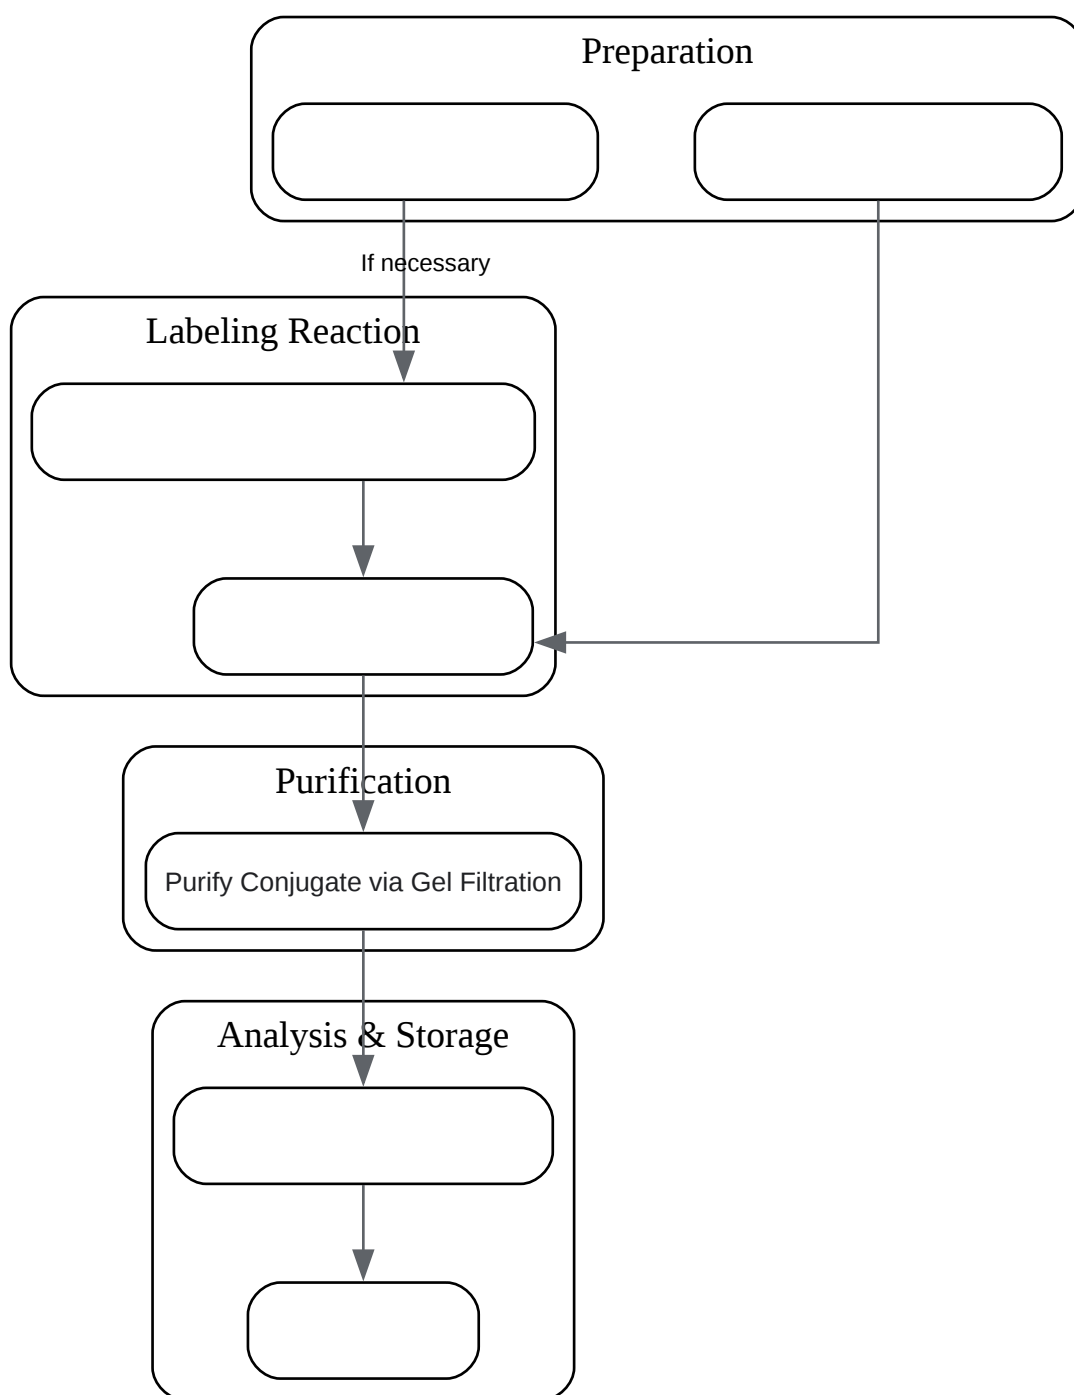 Preparation
If necessary
Labeling Reaction
Purification
Purify Conjugate via Gel Filtration
Analysis & Storage